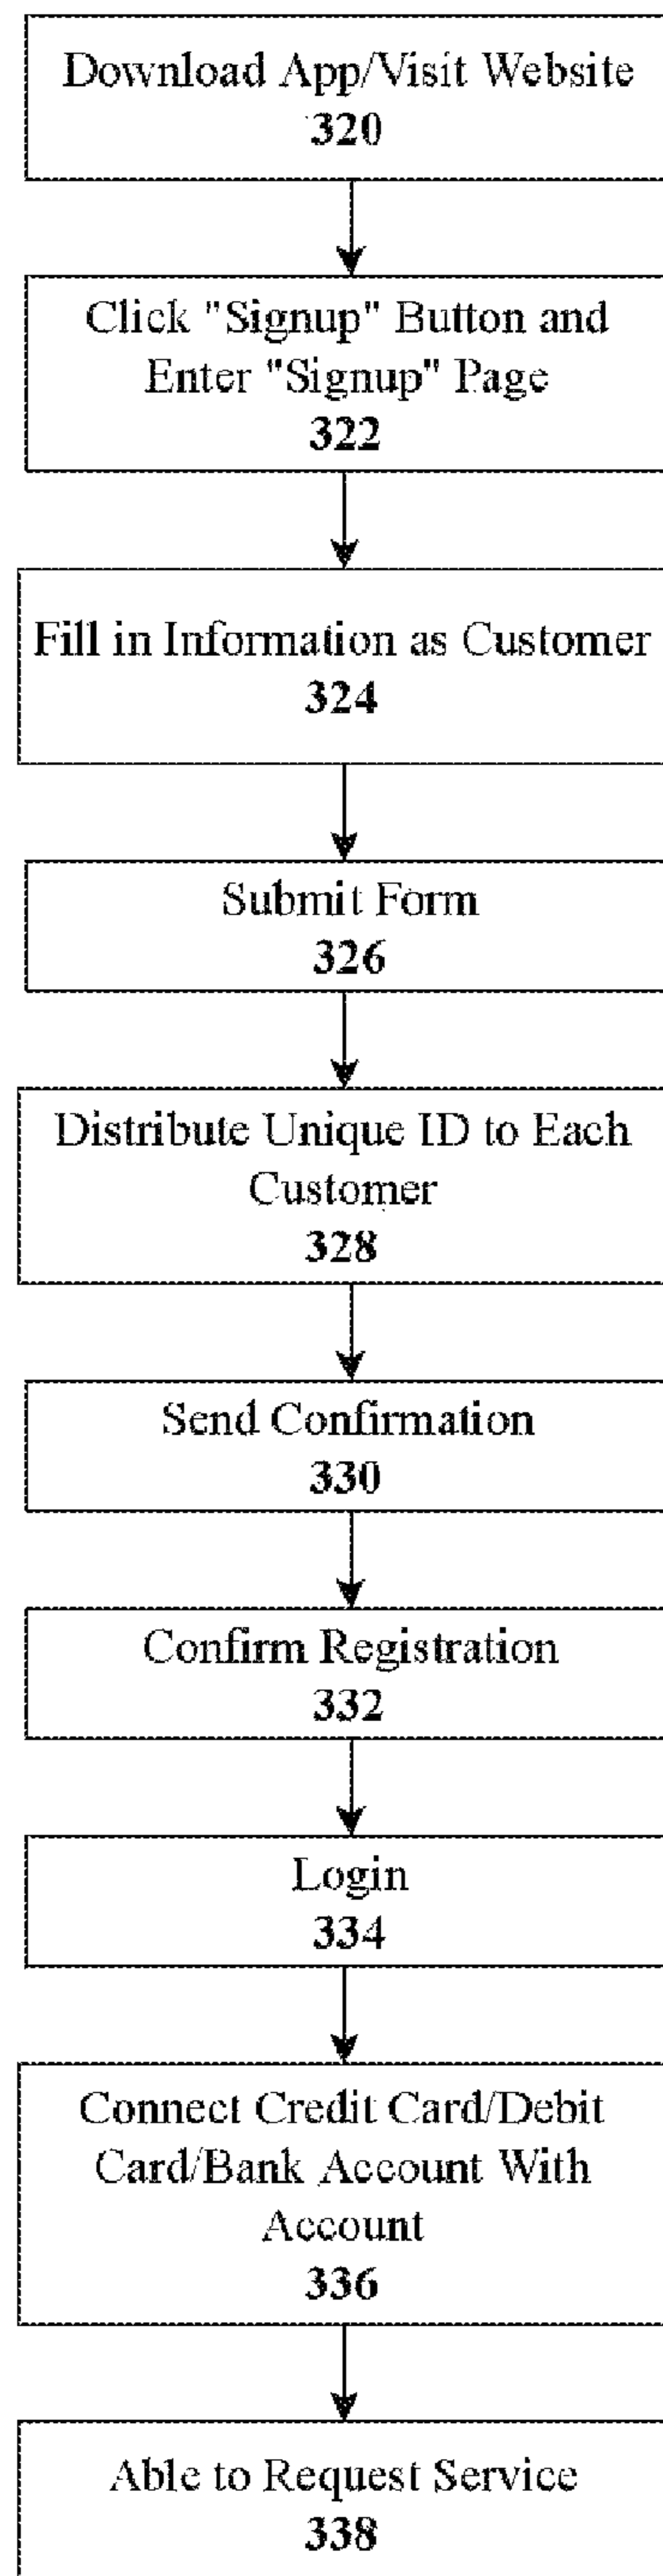 Download App/Visit Website
320
Click "Signup" Button and
Enter "Signup" Page
322
Fill in Information as Customer
324
Submit Form
326
Distribute Unique ID to Each
Customer
328
Send Confirmation
330
Confirm Registration
332
Login
334
Connect Credit Card/Debit
Card/Bank Account With
Account
336
Able to Request Service
338